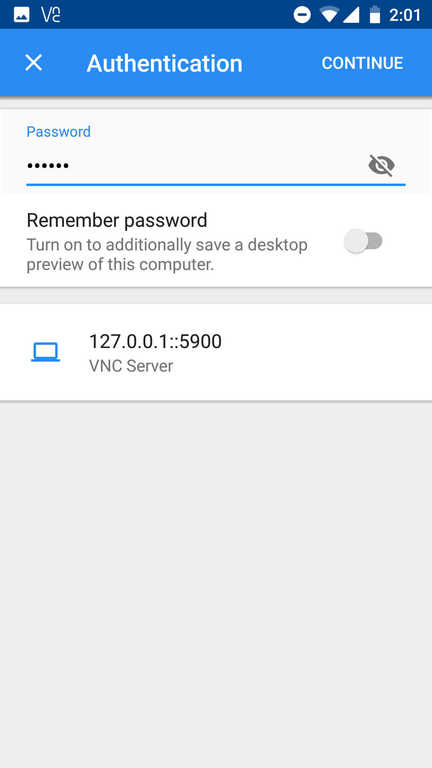 2:01
Authentication
CONTINUE
Password
••••••
Remember password
Turn on to additionally save a desktop
preview of this computer.
127.0.0.1::5900
VNC Server